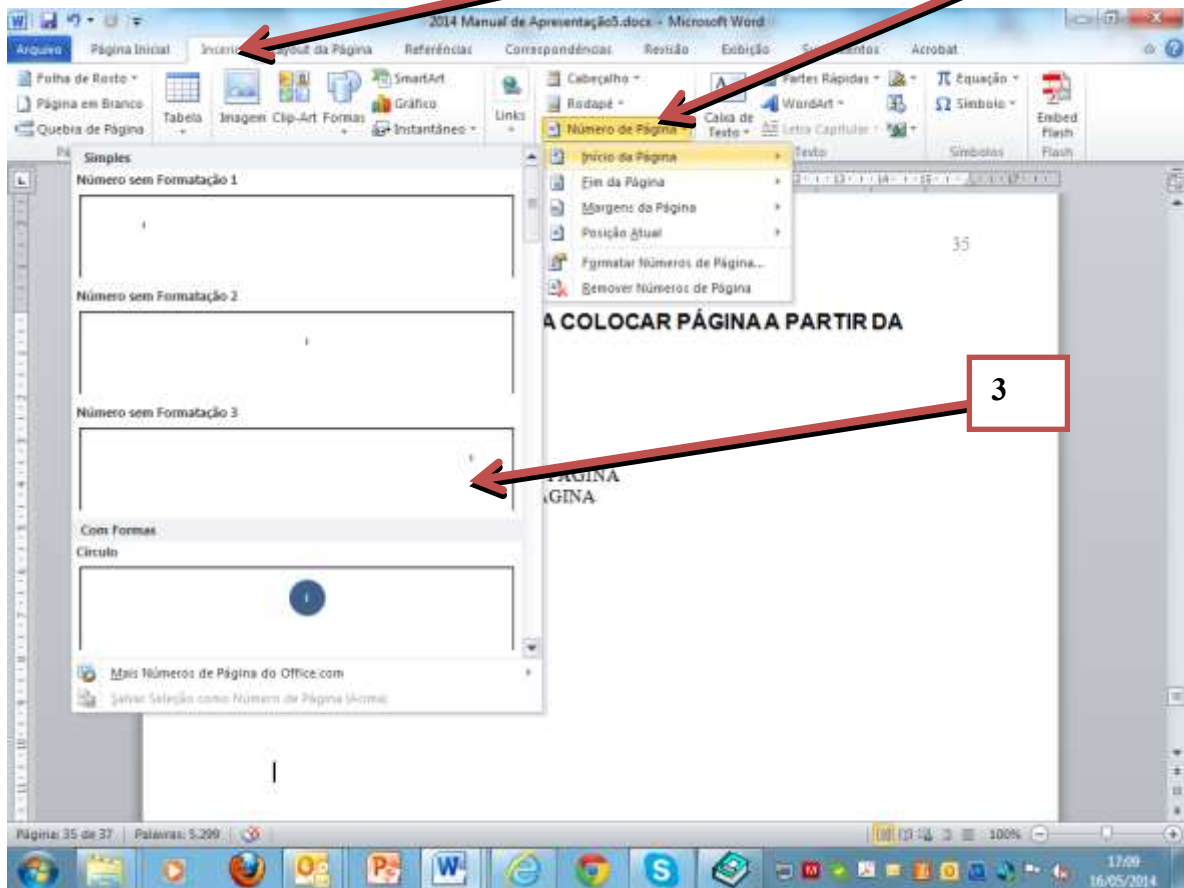 2014 Manual de Apresentação5.docx - Microsoft Word
Arquivo Página Inicial Layout da Página Referências Correspondências Revisão Exibição Acrobat
Folha de Rosto
Página em Branco
Quebra de Página
Tabela
Imagem
Clip-Art
Formas
SmartArt
Gráfico
Instantâneo
Links
Cabeçalho
Rodapé
Número de Página
Caixa de Texto
Partes Rápidas
WordArt
Letra Capitular
Texto
Equação
Símbolo
Símbolos
Embed Flash
Flash
Simples
Número sem Formatação 1
Número sem Formatação 2
Número sem Formatação 3
Com Formas
Círculo
Mais Números de Página do Office.com
Salvar Seleção como Número de Página
Início da Página
Fim da Página
Margens da Página
Posição Atual
Formatar Números de Página...
Remover Números de Página
35
A COLOCAR PÁGINA A PARTIR DA
3
PÁGINA
GINA
Página: 35 de 37 Palavras: 5.299 100%
17:09
16/05/2014